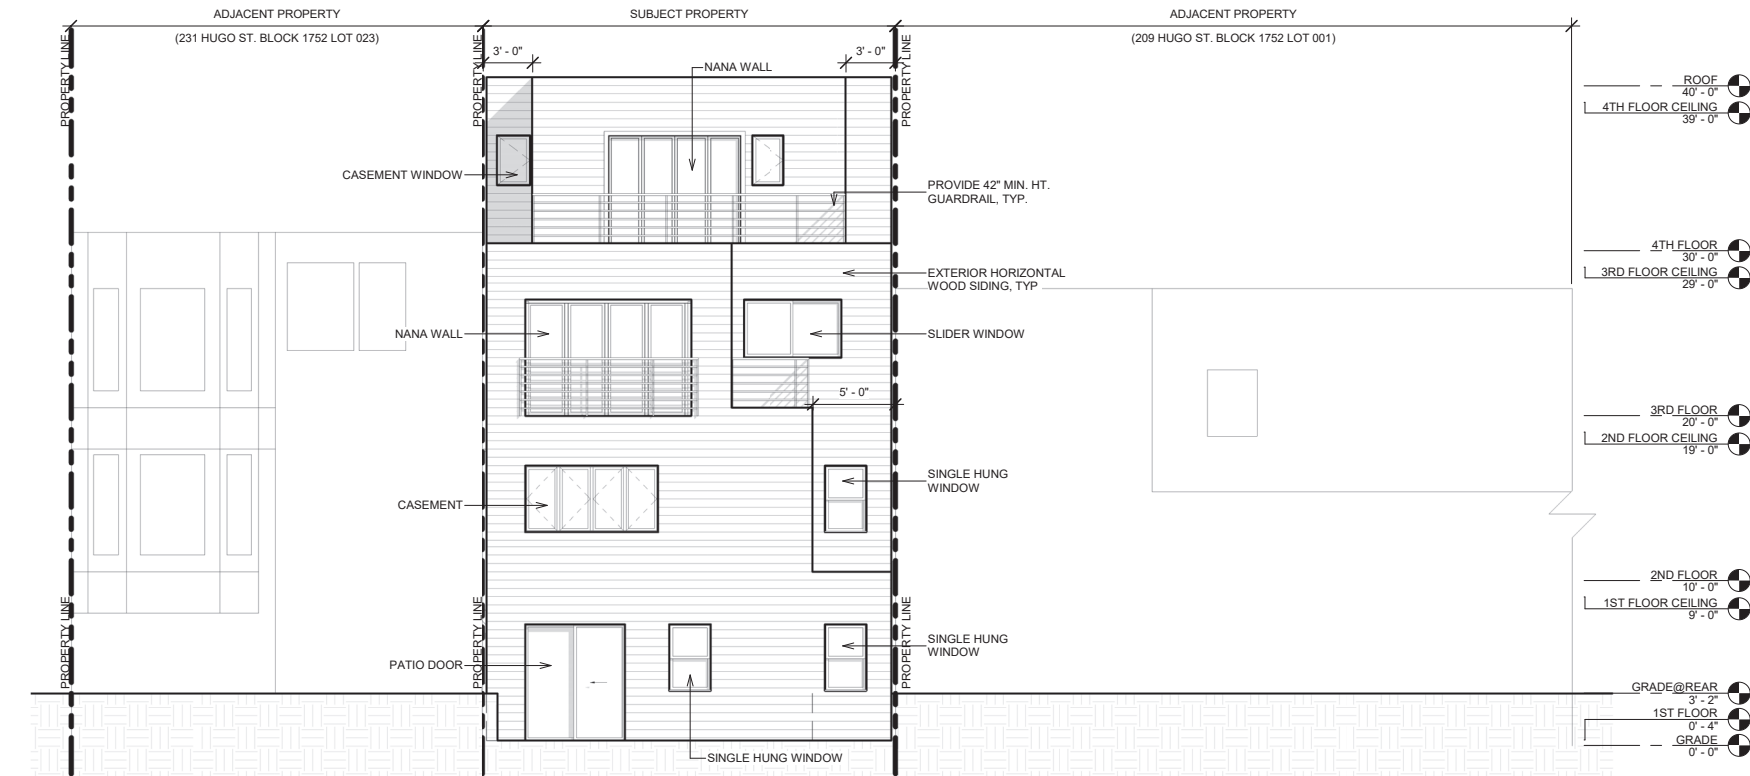 ADJACENT PROPERTY
SUBJECT PROPERTY
ADJACENT PROPERTY
(231 HUGO ST. BLOCK 1752 LOT 023)
(209 HUGO ST. BLOCK 1752 LOT 001)
3' - 0"
3' - 0"
PROPERTY LINE
PROPERTY LINE
PROPERTY LINE
NANA WALL
CASEMENT WINDOW
PROVIDE 42" MIN. HT.
GUARDRAIL, TYP.
EXTERIOR HORIZONTAL
WOOD SIDING, TYP
NANA WALL
SLIDER WINDOW
5' - 0"
CASEMENT
SINGLE HUNG
WINDOW
PROPERTY LINE
PROPERTY LINE
PROPERTY LINE
PATIO DOOR
SINGLE HUNG
WINDOW
SINGLE HUNG WINDOW
ROOF
40' - 0"
4TH FLOOR CEILING
39' - 0"
4TH FLOOR
30' - 0"
3RD FLOOR CEILING
29' - 0"
3RD FLOOR
20' - 0"
2ND FLOOR CEILING
19' - 0"
2ND FLOOR
10' - 0"
1ST FLOOR CEILING
9' - 0"
GRADE@REAR
3' - 2"
1ST FLOOR
0' - 4"
GRADE
0' - 0"